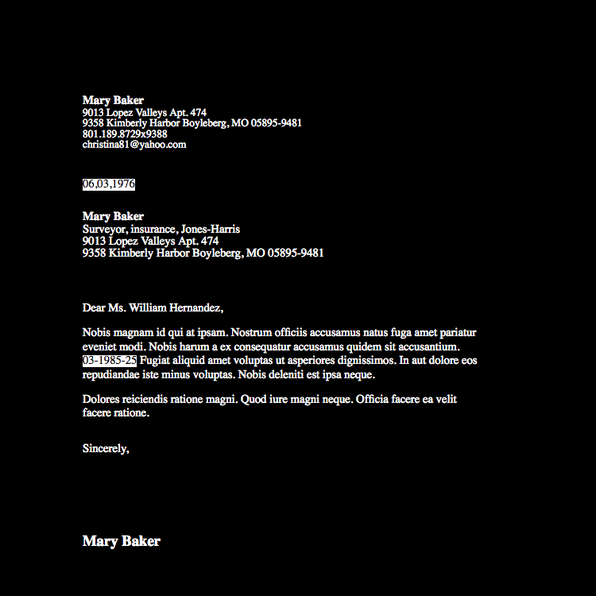 Mary Baker
9013 Lopez Valleys Apt. 474
9358 Kimberly Harbor Boyleberg, MO 05895-9481
801.189.8729x9388
christina81@yahoo.com
06,03,1976
Mary Baker
Surveyor, insurance, Jones-Harris
9013 Lopez Valleys Apt. 474
9358 Kimberly Harbor Boyleberg, MO 05895-9481
Dear Ms. William Hernandez,
Nobis magnam id qui at ipsam. Nostrum officiis accusamus natus fuga amet pariatur
eveniet modi. Nobis harum a ex consequatur accusamus quidem sit accusantium.
03-1985-25 Fugiat aliquid amet voluptas ut asperiores dignissimos. In aut dolore eos
repudiandae iste minus voluptas. Nobis deleniti est ipsa neque.
Dolores reiciendis ratione magni. Quod iure magni neque. Officia facere ea velit
facere ratione.
Sincerely,
Mary Baker